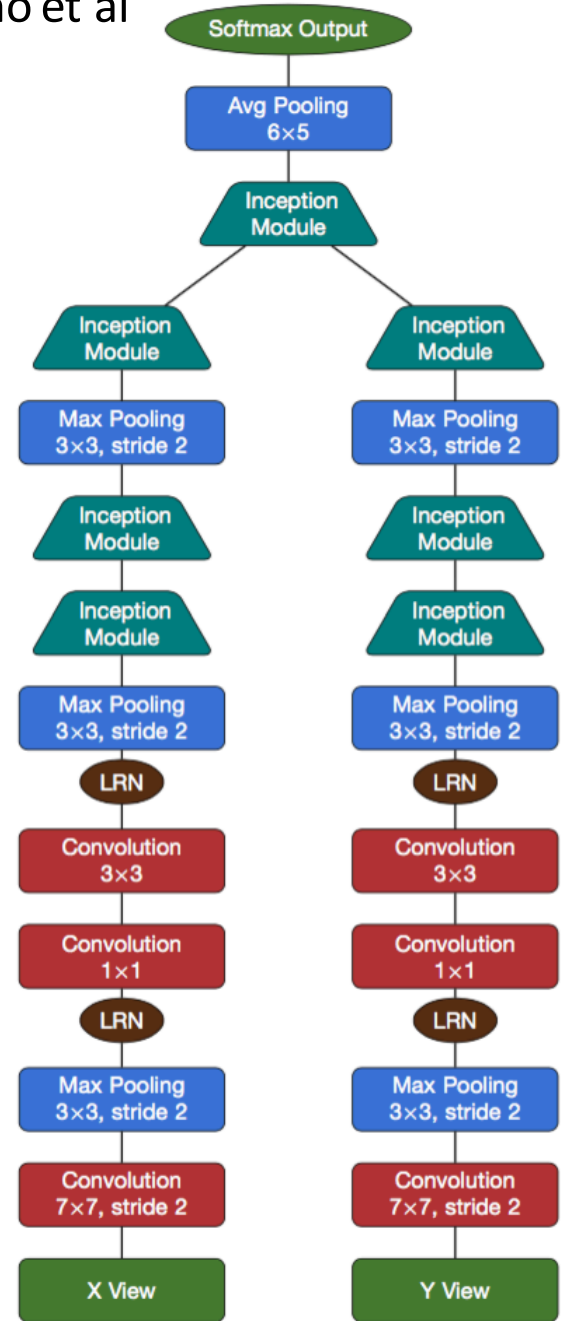 et al
Softmax Output
Avg Pooling
6×5
Inception
Module
Inception
Module
Inception
Module
Max Pooling
3×3, stride 2
Max Pooling
3×3, stride 2
Inception
Module
Inception
Module
Inception
Module
Inception
Module
Max Pooling
3×3, stride 2
Max Pooling
3×3, stride 2
LRN
LRN
Convolution
3×3
Convolution
3×3
Convolution
1×1
Convolution
1×1
LRN
LRN
Max Pooling
3×3, stride 2
Max Pooling
3×3, stride 2
Convolution
7×7, stride 2
Convolution
7×7, stride 2
X View
Y View